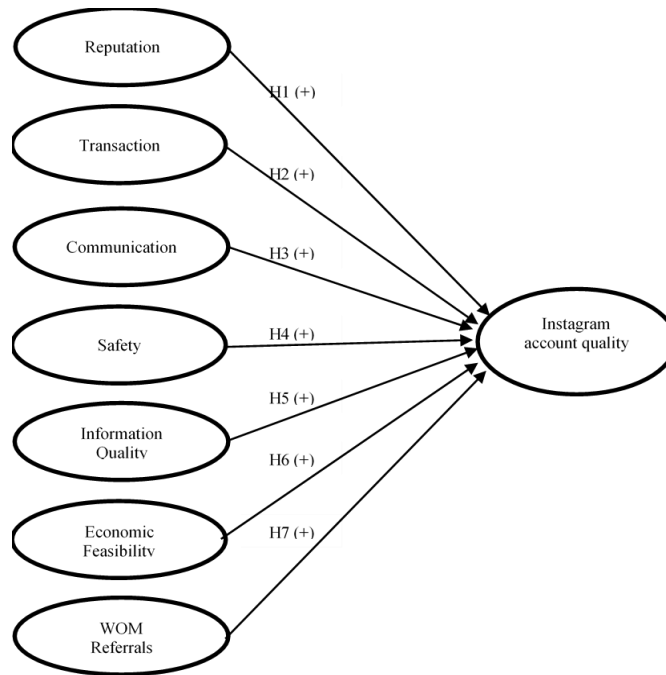 Reputation
H1 (+)
Transaction
H2 (+)
Communication
H3 (+)
Instagram
account quality
Safety
H4 (+)
H5 (+)
Information
Quality
H6 (+)
Economic
Feasibility
H7 (+)
WOM
Referrals